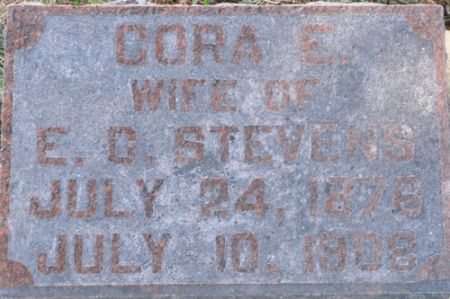 CORA E.
WIFE OF
E. C. STEVENS
JULY 24, 1876
JULY 10, 1908